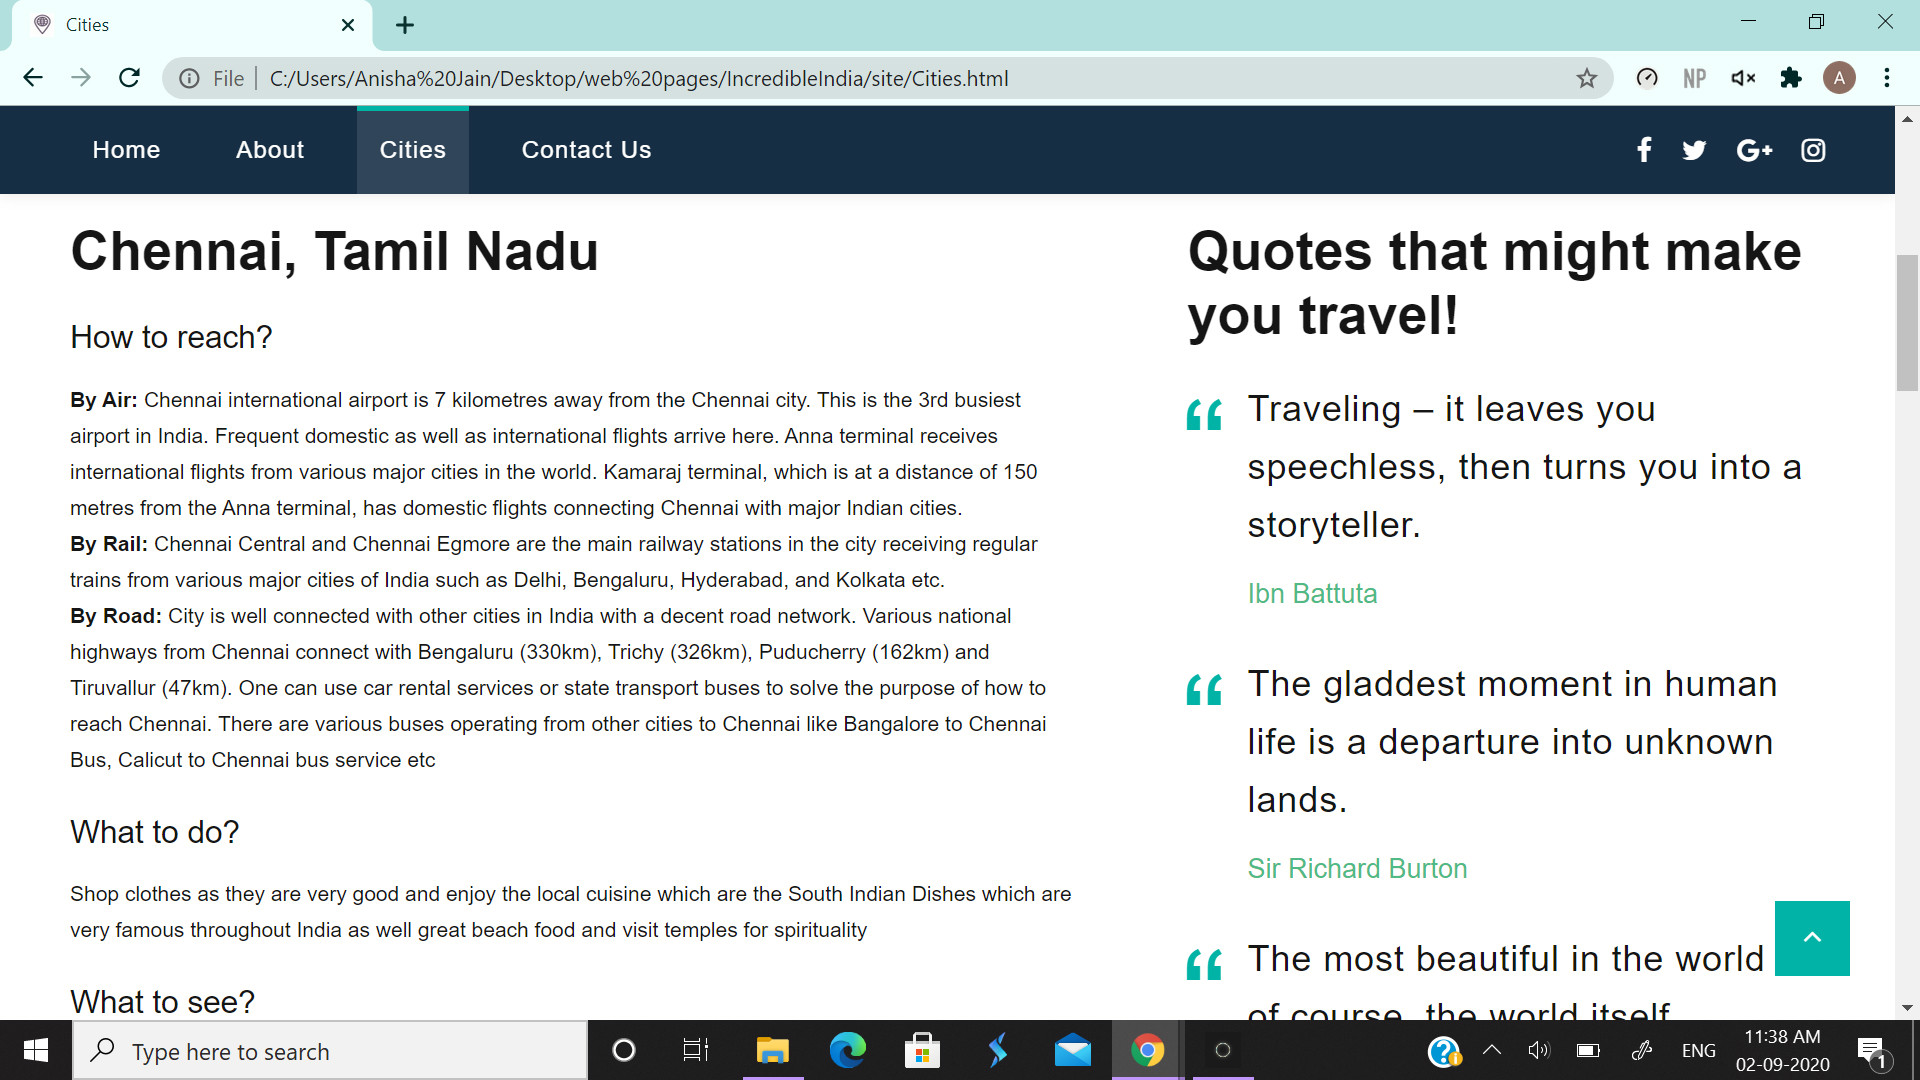 Cities
File
C:/Users/Anisha%20Jain/Desktop/web%20pages/IncredibleIndia/site/Cities.html
NP
A
Home
About
Cities
Contact Us
G+
Chennai, Tamil Nadu
How to reach?
By Air: Chennai international airport is 7 kilometres away from the Chennai city. This is the 3rd busiest
airport in India. Frequent domestic as well as international flights arrive here. Anna terminal receives
international flights from various major cities in the world. Kamaraj terminal, which is at a distance of 150
metres from the Anna terminal, has domestic flights connecting Chennai with major Indian cities.
By Rail: Chennai Central and Chennai Egmore are the main railway stations in the city receiving regular
trains from various major cities of India such as Delhi, Bengaluru, Hyderabad, and Kolkata etc.
By Road: City is well connected with other cities in India with a decent road network. Various national
highways from Chennai connect with Bengaluru (330km), Trichy (326km), Puducherry (162km) and
Tiruvallur (47km). One can use car rental services or state transport buses to solve the purpose of how to
reach Chennai. There are various buses operating from other cities to Chennai like Bangalore to Chennai
Bus, Calicut to Chennai bus service etc
What to do?
Shop clothes as they are very good and enjoy the local cuisine which are the South Indian Dishes which are
very famous throughout India as well great beach food and visit temples for spirituality
What to see?
Quotes that might make
you travel!
“ Traveling – it leaves you
speechless, then turns you into a
storyteller.
Ibn Battuta
“ The gladdest moment in human
life is a departure into unknown
lands.
Sir Richard Burton
“ The most beautiful in the world
of course, the world itself
Type here to search
ENG
11:38 AM
02-09-2020
1